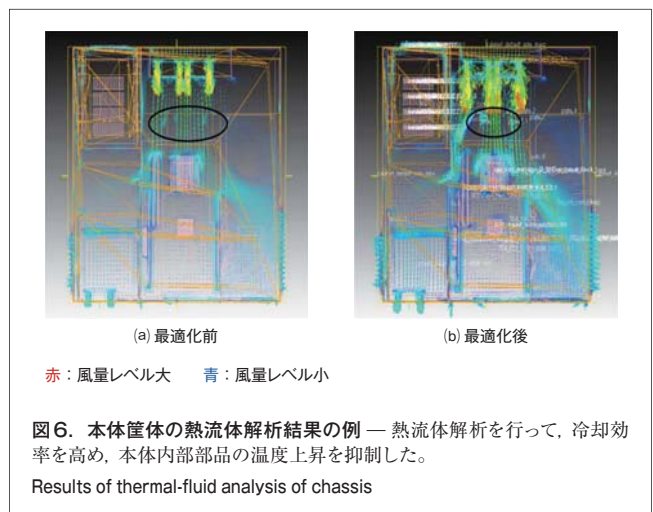 (a) 最適化前
(b) 最適化後
赤：風量レベル大　青：風量レベル小
図6．本体筐体の熱流体解析結果の例 — 熱流体解析を行って，冷却効
率を高め，本体内部部品の温度上昇を抑制した。
Results of thermal-fluid analysis of chassis